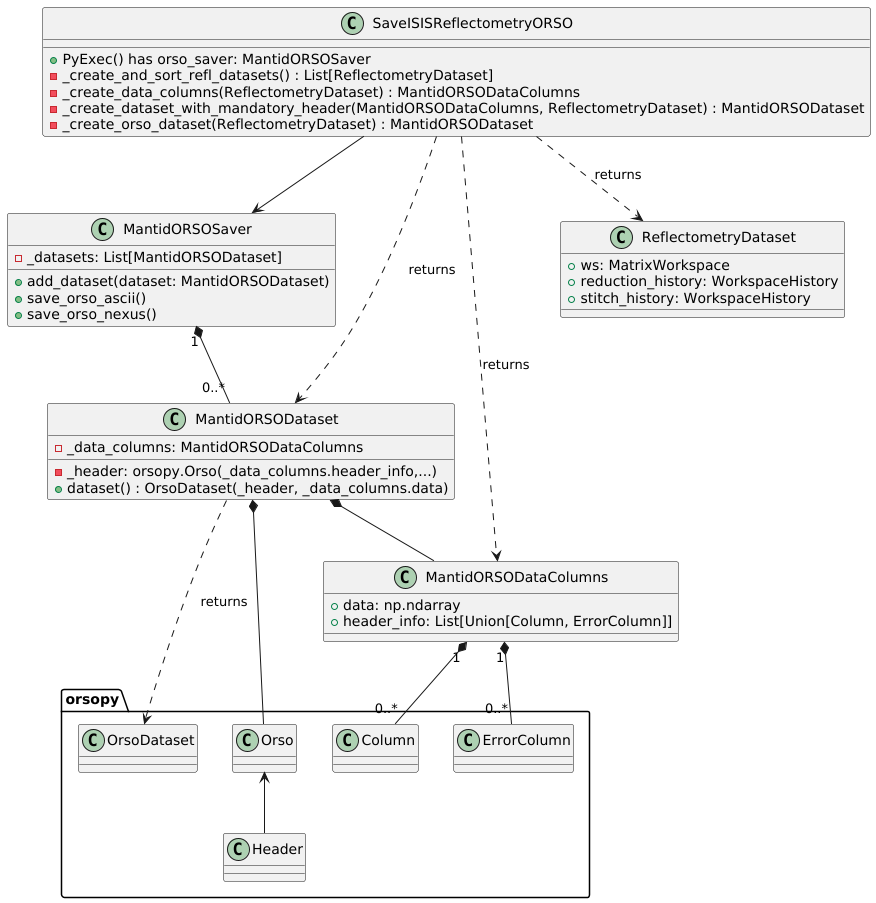 C SaveISISReflectometryORSO
PyExec() has orso_saver: MantidORSOSaver
_create_and_sort_refl_datasets() : List[ReflectometryDataset]
_create_data_columns(ReflectometryDataset) : MantidORSODataColumns
_create_dataset_with_mandatory_header(MantidORSODataColumns, ReflectometryDataset) : MantidORSODataset
_create_orso_dataset(ReflectometryDataset) : MantidORSODataset
returns
C MantidORSOSaver
_datasets: List[MantidORSODataset]
add_dataset(dataset: MantidORSODataset)
save_orso_ascii()
save_orso_nexus()
C ReflectometryDataset
ws: MatrixWorkspace
reduction_history: WorkspaceHistory
stitch_history: WorkspaceHistory
returns
1
returns
0..*
C MantidORSODataset
_data_columns: MantidORSODataColumns
_header: orsopy.Orso(_data_columns.header_info,...)
dataset() : OrsoDataset(_header, _data_columns.data)
C MantidORSODataColumns
data: np.ndarray
header_info: List[Union[Column, ErrorColumn]]
returns
1
1
0..*
0..*
orsopy
C OrsoDataset
C Orso
C Column
C ErrorColumn
C Header